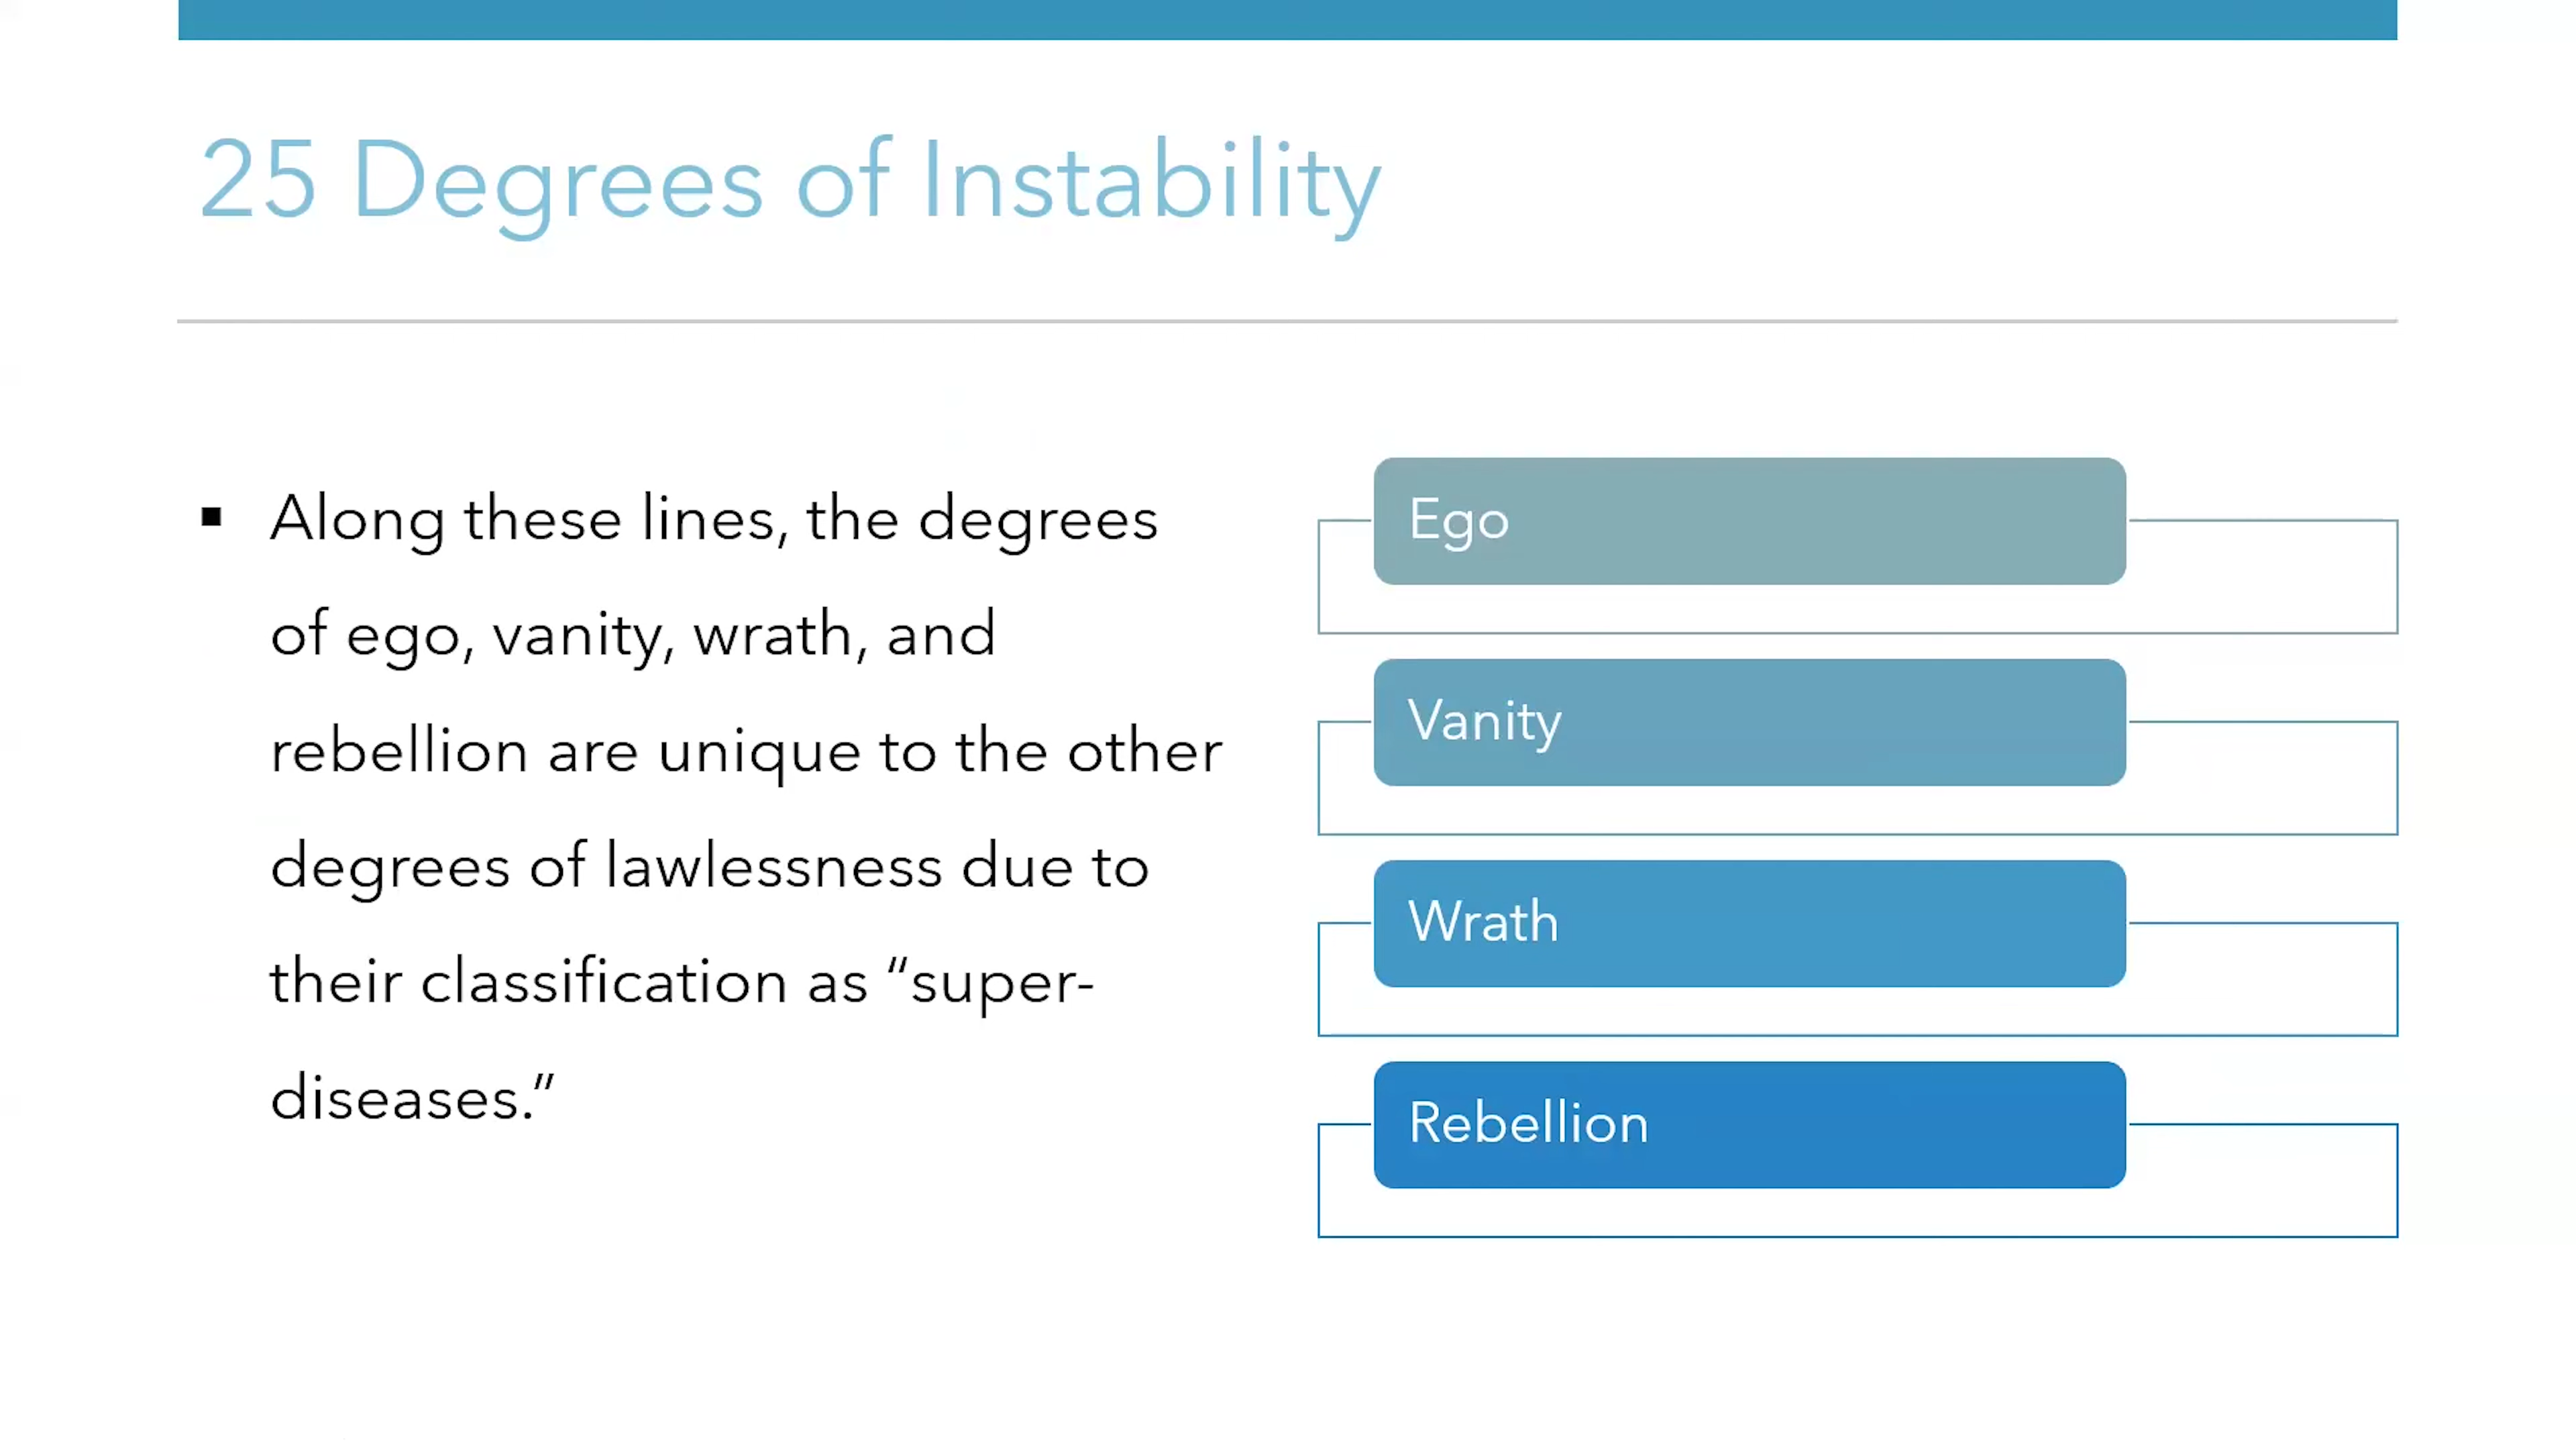 25 Degrees of Instability
▪ Along these lines, the degrees
of ego, vanity, wrath, and
rebellion are unique to the other
degrees of lawlessness due to
their classification as “super-
diseases.”
Ego
Vanity
Wrath
Rebellion